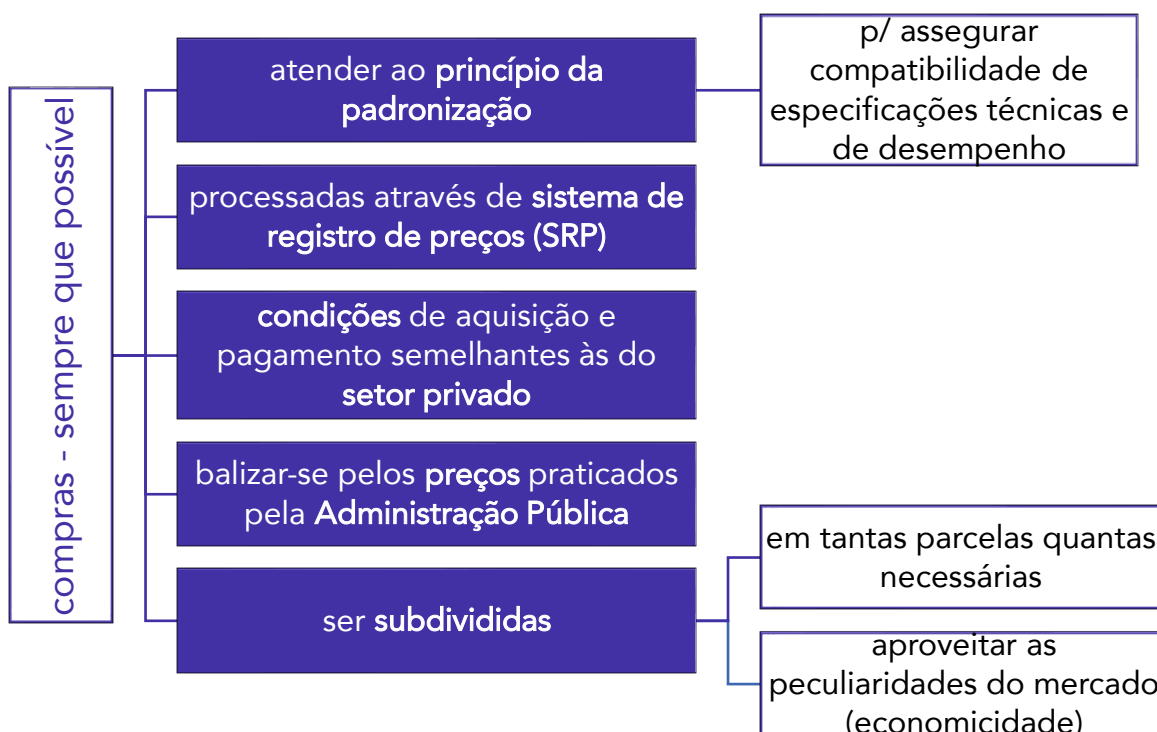 compras - sempre que possível
atender ao princípio da
padronização
p/ assegurar
compatibilidade de
especificações técnicas e
de desempenho
processadas através de sistema de
registro de preços (SRP)
condições de aquisição e
pagamento semelhantes às do
setor privado
balizar-se pelos preços praticados
pela Administração Pública
ser subdivididas
em tantas parcelas quantas
necessárias
aproveitar as
peculiaridades do mercado
(economicidade)